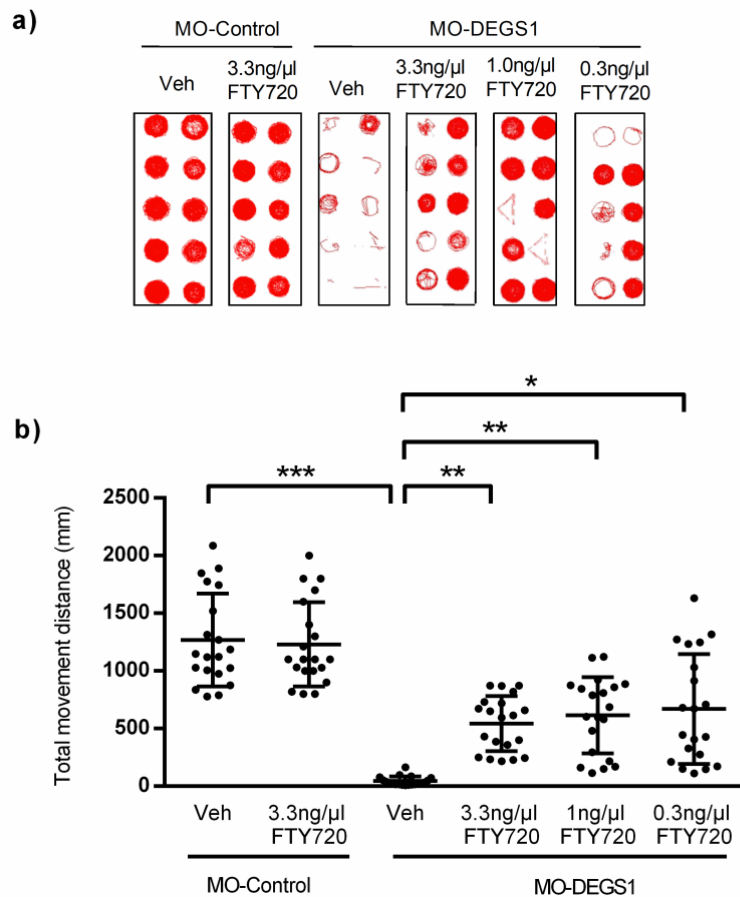 a)
MO-Control
MO-DEGS1
Veh
3.3ng/µl
FTY720
Veh
3.3ng/µl
FTY720
1.0ng/µl
FTY720
0.3ng/µl
FTY720
b)
*
**
***
**
Total movement distance (mm)
2500
2000
1500
1000
500
0
Veh
3.3ng/µl
FTY720
Veh
3.3ng/µl
FTY720
1ng/µl
FTY720
0.3ng/µl
FTY720
MO-Control
MO-DEGS1